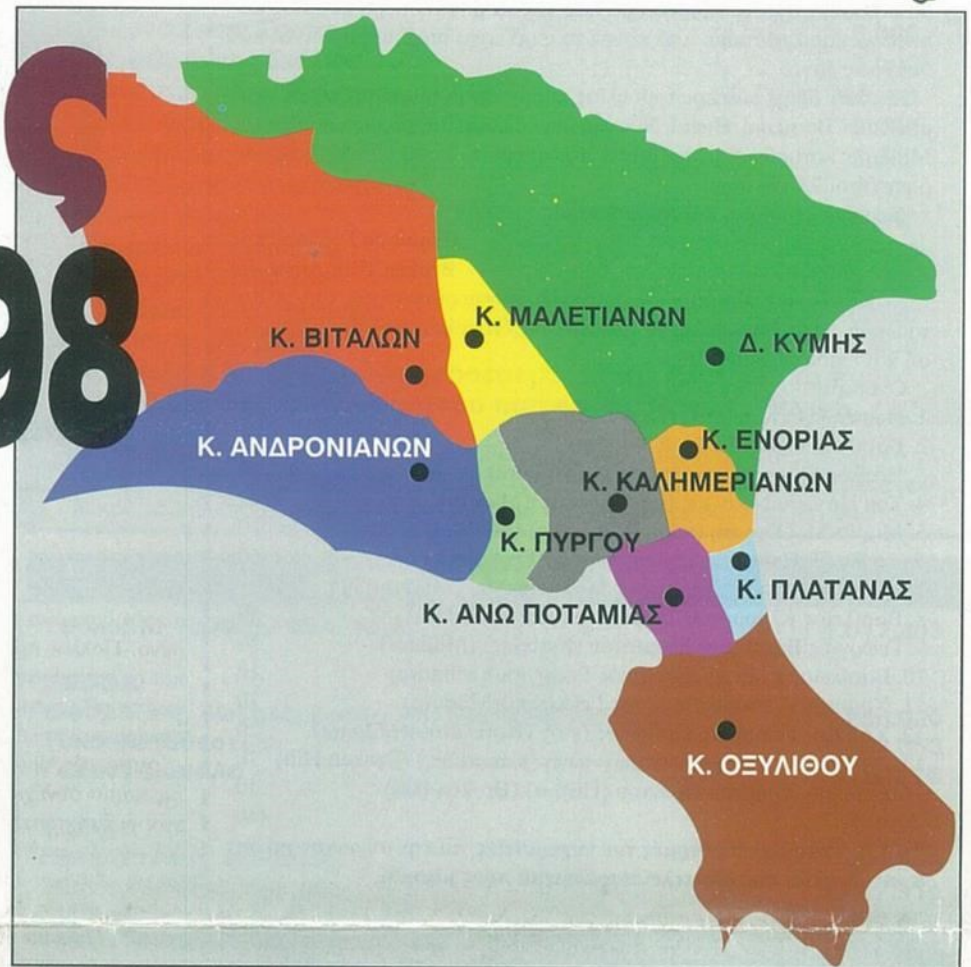 ς
98
Κ. ΜΑΛΕΤΙΑΝΩΝ
Κ. ΒΙΤΑΛΩΝ
Δ. ΚΥΜΗΣ
Κ. ΑΝΔΡΟΝΙΑΝΩΝ
Κ. ΕΝΟΡΙΑΣ
Κ. ΚΑΛΗΜΕΡΙΑΝΩΝ
Κ. ΠΥΡΓΟΥ
Κ. ΠΛΑΤΑΝΑΣ
Κ. ΑΝΩ ΠΟΤΑΜΙΑΣ
Κ. ΟΞΥΛΙΘΟΥ